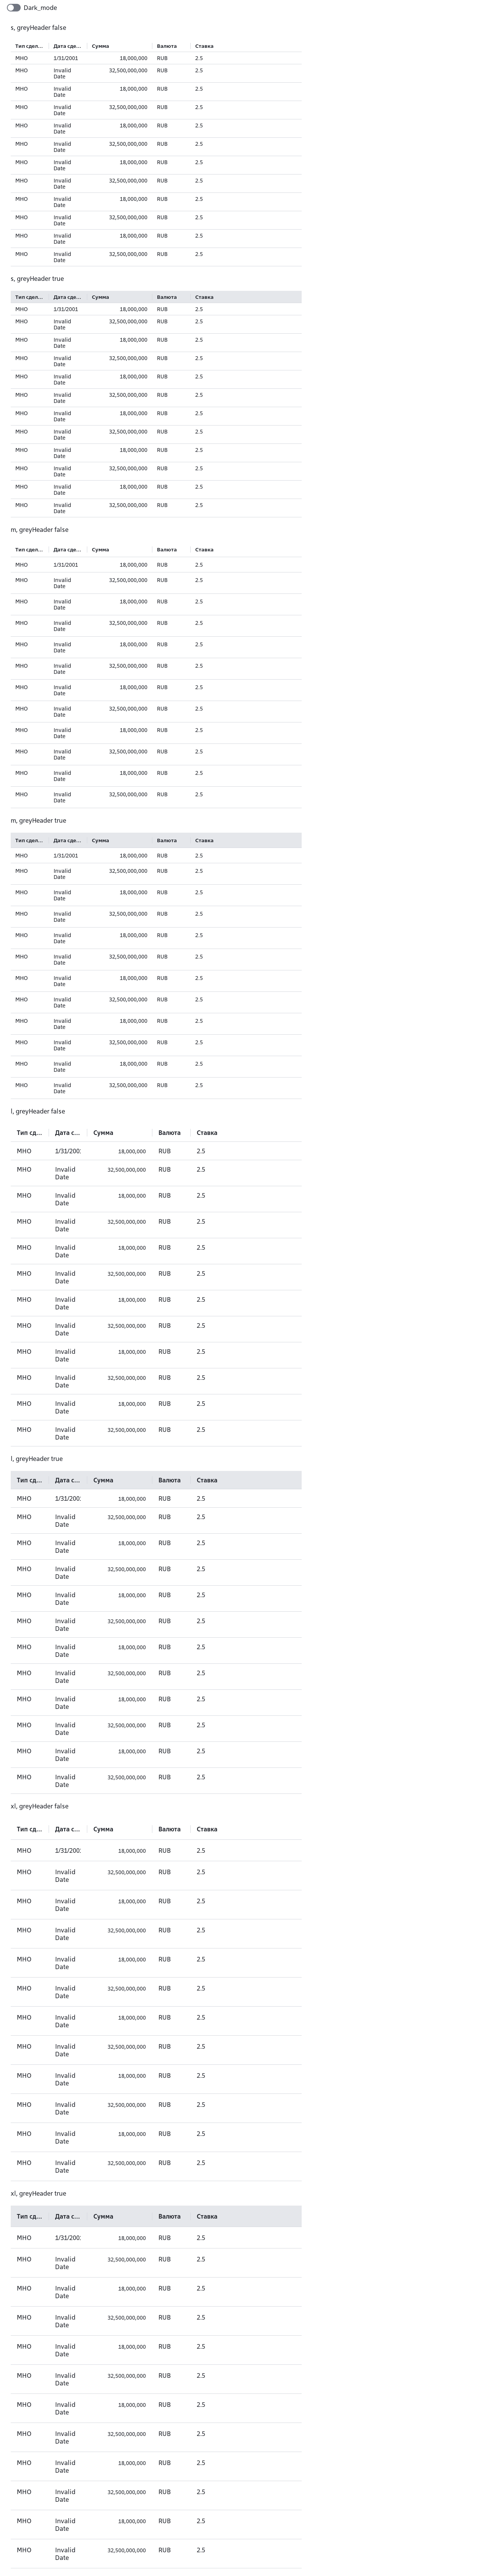 Dark_mode
s, greyHeader false
Тип сдел... Дата сде... Сумма Валюта Ставка
МНО 1/31/2001 18,000,000 RUB 2.5
МНО Invalid 32,500,000,000 RUB 2.5
Date
МНО Invalid 18,000,000 RUB 2.5
Date
МНО Invalid 32,500,000,000 RUB 2.5
Date
МНО Invalid 18,000,000 RUB 2.5
Date
МНО Invalid 32,500,000,000 RUB 2.5
Date
МНО Invalid 18,000,000 RUB 2.5
Date
МНО Invalid 32,500,000,000 RUB 2.5
Date
МНО Invalid 18,000,000 RUB 2.5
Date
МНО Invalid 32,500,000,000 RUB 2.5
Date
МНО Invalid 18,000,000 RUB 2.5
Date
МНО Invalid 32,500,000,000 RUB 2.5
Date
s, greyHeader true
Тип сдел... Дата сде... Сумма Валюта Ставка
МНО 1/31/2001 18,000,000 RUB 2.5
МНО Invalid 32,500,000,000 RUB 2.5
Date
МНО Invalid 18,000,000 RUB 2.5
Date
МНО Invalid 32,500,000,000 RUB 2.5
Date
МНО Invalid 18,000,000 RUB 2.5
Date
МНО Invalid 32,500,000,000 RUB 2.5
Date
МНО Invalid 18,000,000 RUB 2.5
Date
МНО Invalid 32,500,000,000 RUB 2.5
Date
МНО Invalid 18,000,000 RUB 2.5
Date
МНО Invalid 32,500,000,000 RUB 2.5
Date
МНО Invalid 18,000,000 RUB 2.5
Date
МНО Invalid 32,500,000,000 RUB 2.5
Date
m, greyHeader false
Тип сдел... Дата сде... Сумма Валюта Ставка
МНО 1/31/2001 18,000,000 RUB 2.5
МНО Invalid 32,500,000,000 RUB 2.5
Date
МНО Invalid 18,000,000 RUB 2.5
Date
МНО Invalid 32,500,000,000 RUB 2.5
Date
МНО Invalid 18,000,000 RUB 2.5
Date
МНО Invalid 32,500,000,000 RUB 2.5
Date
МНО Invalid 18,000,000 RUB 2.5
Date
МНО Invalid 32,500,000,000 RUB 2.5
Date
МНО Invalid 18,000,000 RUB 2.5
Date
МНО Invalid 32,500,000,000 RUB 2.5
Date
МНО Invalid 18,000,000 RUB 2.5
Date
МНО Invalid 32,500,000,000 RUB 2.5
Date
m, greyHeader true
Тип сдел... Дата сде... Сумма Валюта Ставка
МНО 1/31/2001 18,000,000 RUB 2.5
МНО Invalid 32,500,000,000 RUB 2.5
Date
МНО Invalid 18,000,000 RUB 2.5
Date
МНО Invalid 32,500,000,000 RUB 2.5
Date
МНО Invalid 18,000,000 RUB 2.5
Date
МНО Invalid 32,500,000,000 RUB 2.5
Date
МНО Invalid 18,000,000 RUB 2.5
Date
МНО Invalid 32,500,000,000 RUB 2.5
Date
МНО Invalid 18,000,000 RUB 2.5
Date
МНО Invalid 32,500,000,000 RUB 2.5
Date
МНО Invalid 18,000,000 RUB 2.5
Date
МНО Invalid 32,500,000,000 RUB 2.5
Date
l, greyHeader false
Тип сд... Дата с... Сумма Валюта Ставка
МНО 1/31/200 18,000,000 RUB 2.5
МНО Invalid 32,500,000,000 RUB 2.5
Date
МНО Invalid 18,000,000 RUB 2.5
Date
МНО Invalid 32,500,000,000 RUB 2.5
Date
МНО Invalid 18,000,000 RUB 2.5
Date
МНО Invalid 32,500,000,000 RUB 2.5
Date
МНО Invalid 18,000,000 RUB 2.5
Date
МНО Invalid 32,500,000,000 RUB 2.5
Date
МНО Invalid 18,000,000 RUB 2.5
Date
МНО Invalid 32,500,000,000 RUB 2.5
Date
МНО Invalid 18,000,000 RUB 2.5
Date
МНО Invalid 32,500,000,000 RUB 2.5
Date
l, greyHeader true
Тип сд... Дата с... Сумма Валюта Ставка
МНО 1/31/200 18,000,000 RUB 2.5
МНО Invalid 32,500,000,000 RUB 2.5
Date
МНО Invalid 18,000,000 RUB 2.5
Date
МНО Invalid 32,500,000,000 RUB 2.5
Date
МНО Invalid 18,000,000 RUB 2.5
Date
МНО Invalid 32,500,000,000 RUB 2.5
Date
МНО Invalid 18,000,000 RUB 2.5
Date
МНО Invalid 32,500,000,000 RUB 2.5
Date
МНО Invalid 18,000,000 RUB 2.5
Date
МНО Invalid 32,500,000,000 RUB 2.5
Date
МНО Invalid 18,000,000 RUB 2.5
Date
МНО Invalid 32,500,000,000 RUB 2.5
Date
xl, greyHeader false
Тип сд... Дата с... Сумма Валюта Ставка
МНО 1/31/200 18,000,000 RUB 2.5
МНО Invalid 32,500,000,000 RUB 2.5
Date
МНО Invalid 18,000,000 RUB 2.5
Date
МНО Invalid 32,500,000,000 RUB 2.5
Date
МНО Invalid 18,000,000 RUB 2.5
Date
МНО Invalid 32,500,000,000 RUB 2.5
Date
МНО Invalid 18,000,000 RUB 2.5
Date
МНО Invalid 32,500,000,000 RUB 2.5
Date
МНО Invalid 18,000,000 RUB 2.5
Date
МНО Invalid 32,500,000,000 RUB 2.5
Date
МНО Invalid 18,000,000 RUB 2.5
Date
МНО Invalid 32,500,000,000 RUB 2.5
Date
xl, greyHeader true
Тип сд... Дата с... Сумма Валюта Ставка
МНО 1/31/200 18,000,000 RUB 2.5
МНО Invalid 32,500,000,000 RUB 2.5
Date
МНО Invalid 18,000,000 RUB 2.5
Date
МНО Invalid 32,500,000,000 RUB 2.5
Date
МНО Invalid 18,000,000 RUB 2.5
Date
МНО Invalid 32,500,000,000 RUB 2.5
Date
МНО Invalid 18,000,000 RUB 2.5
Date
МНО Invalid 32,500,000,000 RUB 2.5
Date
МНО Invalid 18,000,000 RUB 2.5
Date
МНО Invalid 32,500,000,000 RUB 2.5
Date
МНО Invalid 18,000,000 RUB 2.5
Date
МНО Invalid 32,500,000,000 RUB 2.5
Date